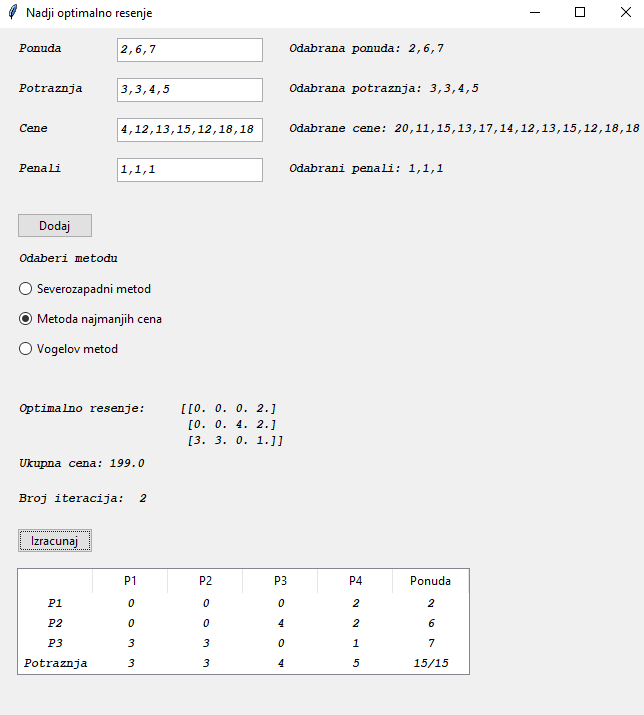 Nadji optimalno resenje
Ponuda 2,6,7 Odabrana ponuda: 2,6,7
Potraznja 3,3,4,5 Odabrana potraznja: 3,3,4,5
Cene 4,12,13,15,12,18,18 Odabrane cene: 20,11,15,13,17,14,12,13,15,12,18,18
Penali 1,1,1 Odabrani penali: 1,1,1
Dodaj
Odaberi metodu
Severozapadni metod
Metoda najmanjih cena
Vogelov metod
Optimalno resenje: [[0. 0. 0. 2.]
[0. 0. 4. 2.]
[3. 3. 0. 1.]]
Ukupna cena: 199.0
Broj iteracija: 2
Izracunaj
P1 P2 P3 P4 Ponuda
P1 0 0 0 2 2
P2 0 0 4 2 6
P3 3 3 0 1 7
Potraznja 3 3 4 5 15/15